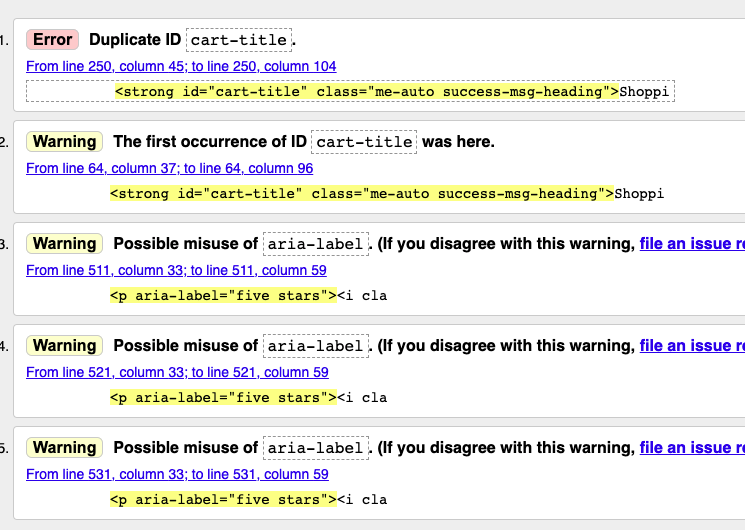 1. Error Duplicate ID cart-title.
From line 250, column 45; to line 250, column 104
<strong id="cart-title" class="me-auto success-msg-heading">Shoppi
2. Warning The first occurrence of ID cart-title was here.
From line 64, column 37; to line 64, column 96
<strong id="cart-title" class="me-auto success-msg-heading">Shoppi
3. Warning Possible misuse of aria-label. (If you disagree with this warning, file an issue re
From line 511, column 33; to line 511, column 59
<p aria-label="five stars"><i cla
4. Warning Possible misuse of aria-label. (If you disagree with this warning, file an issue re
From line 521, column 33; to line 521, column 59
<p aria-label="five stars"><i cla
5. Warning Possible misuse of aria-label. (If you disagree with this warning, file an issue re
From line 531, column 33; to line 531, column 59
<p aria-label="five stars"><i cla